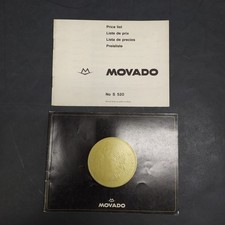 Price list
Liste de prix
Lista de precios
Preisliste
MOVADO
No S 520
MOVADO